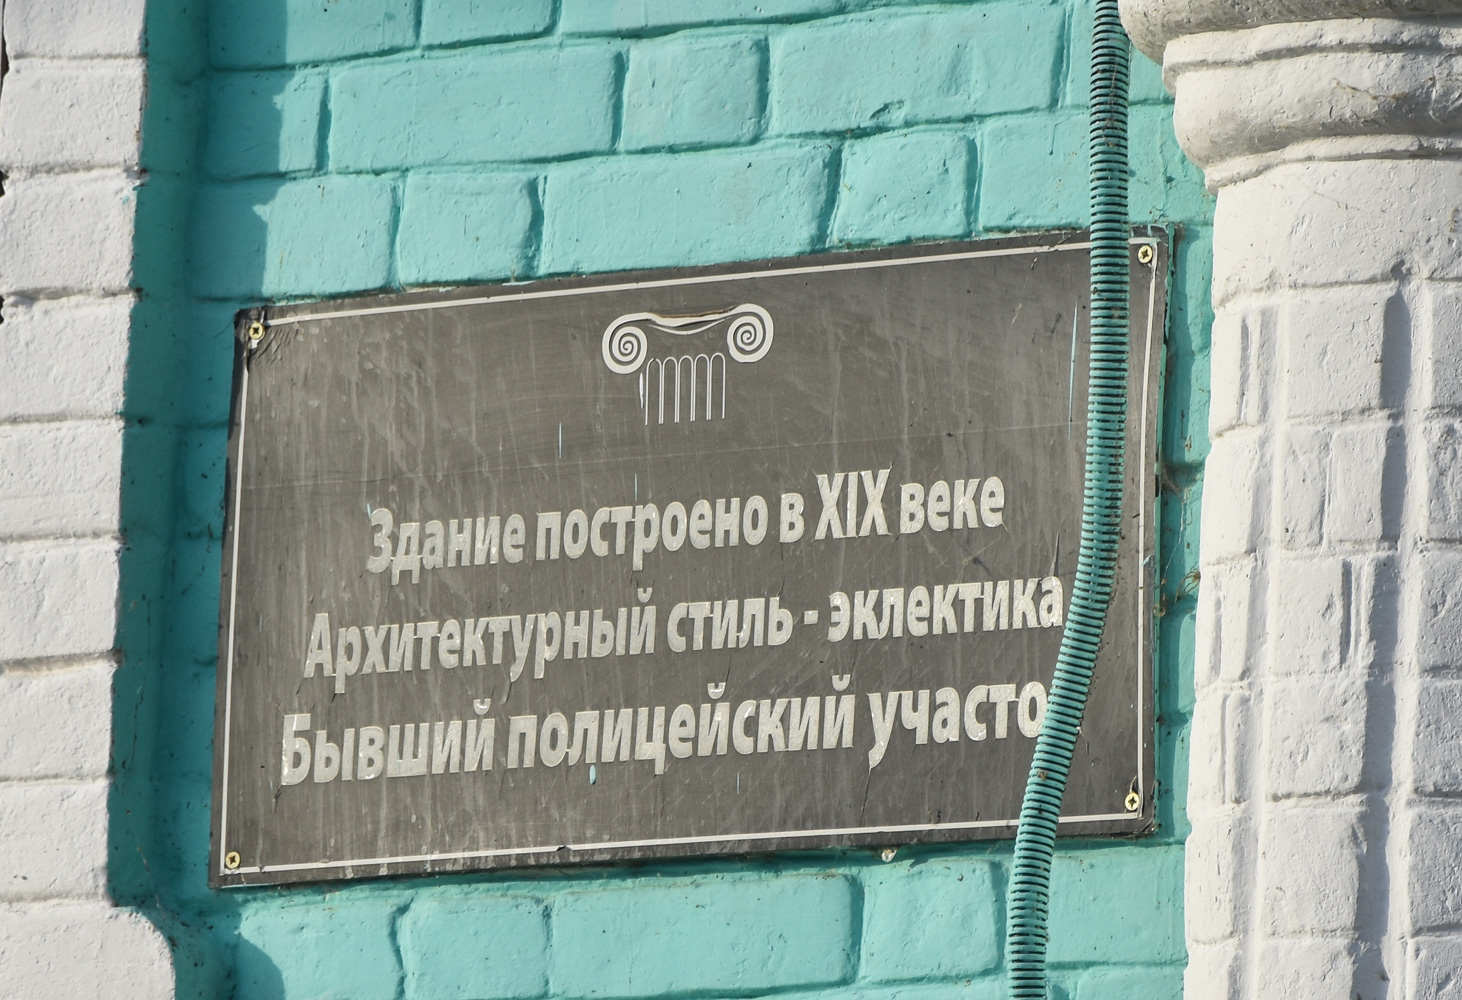 Здание построено в XIX веке
Архитектурный стиль - эклектика
Бывший полицейский участо